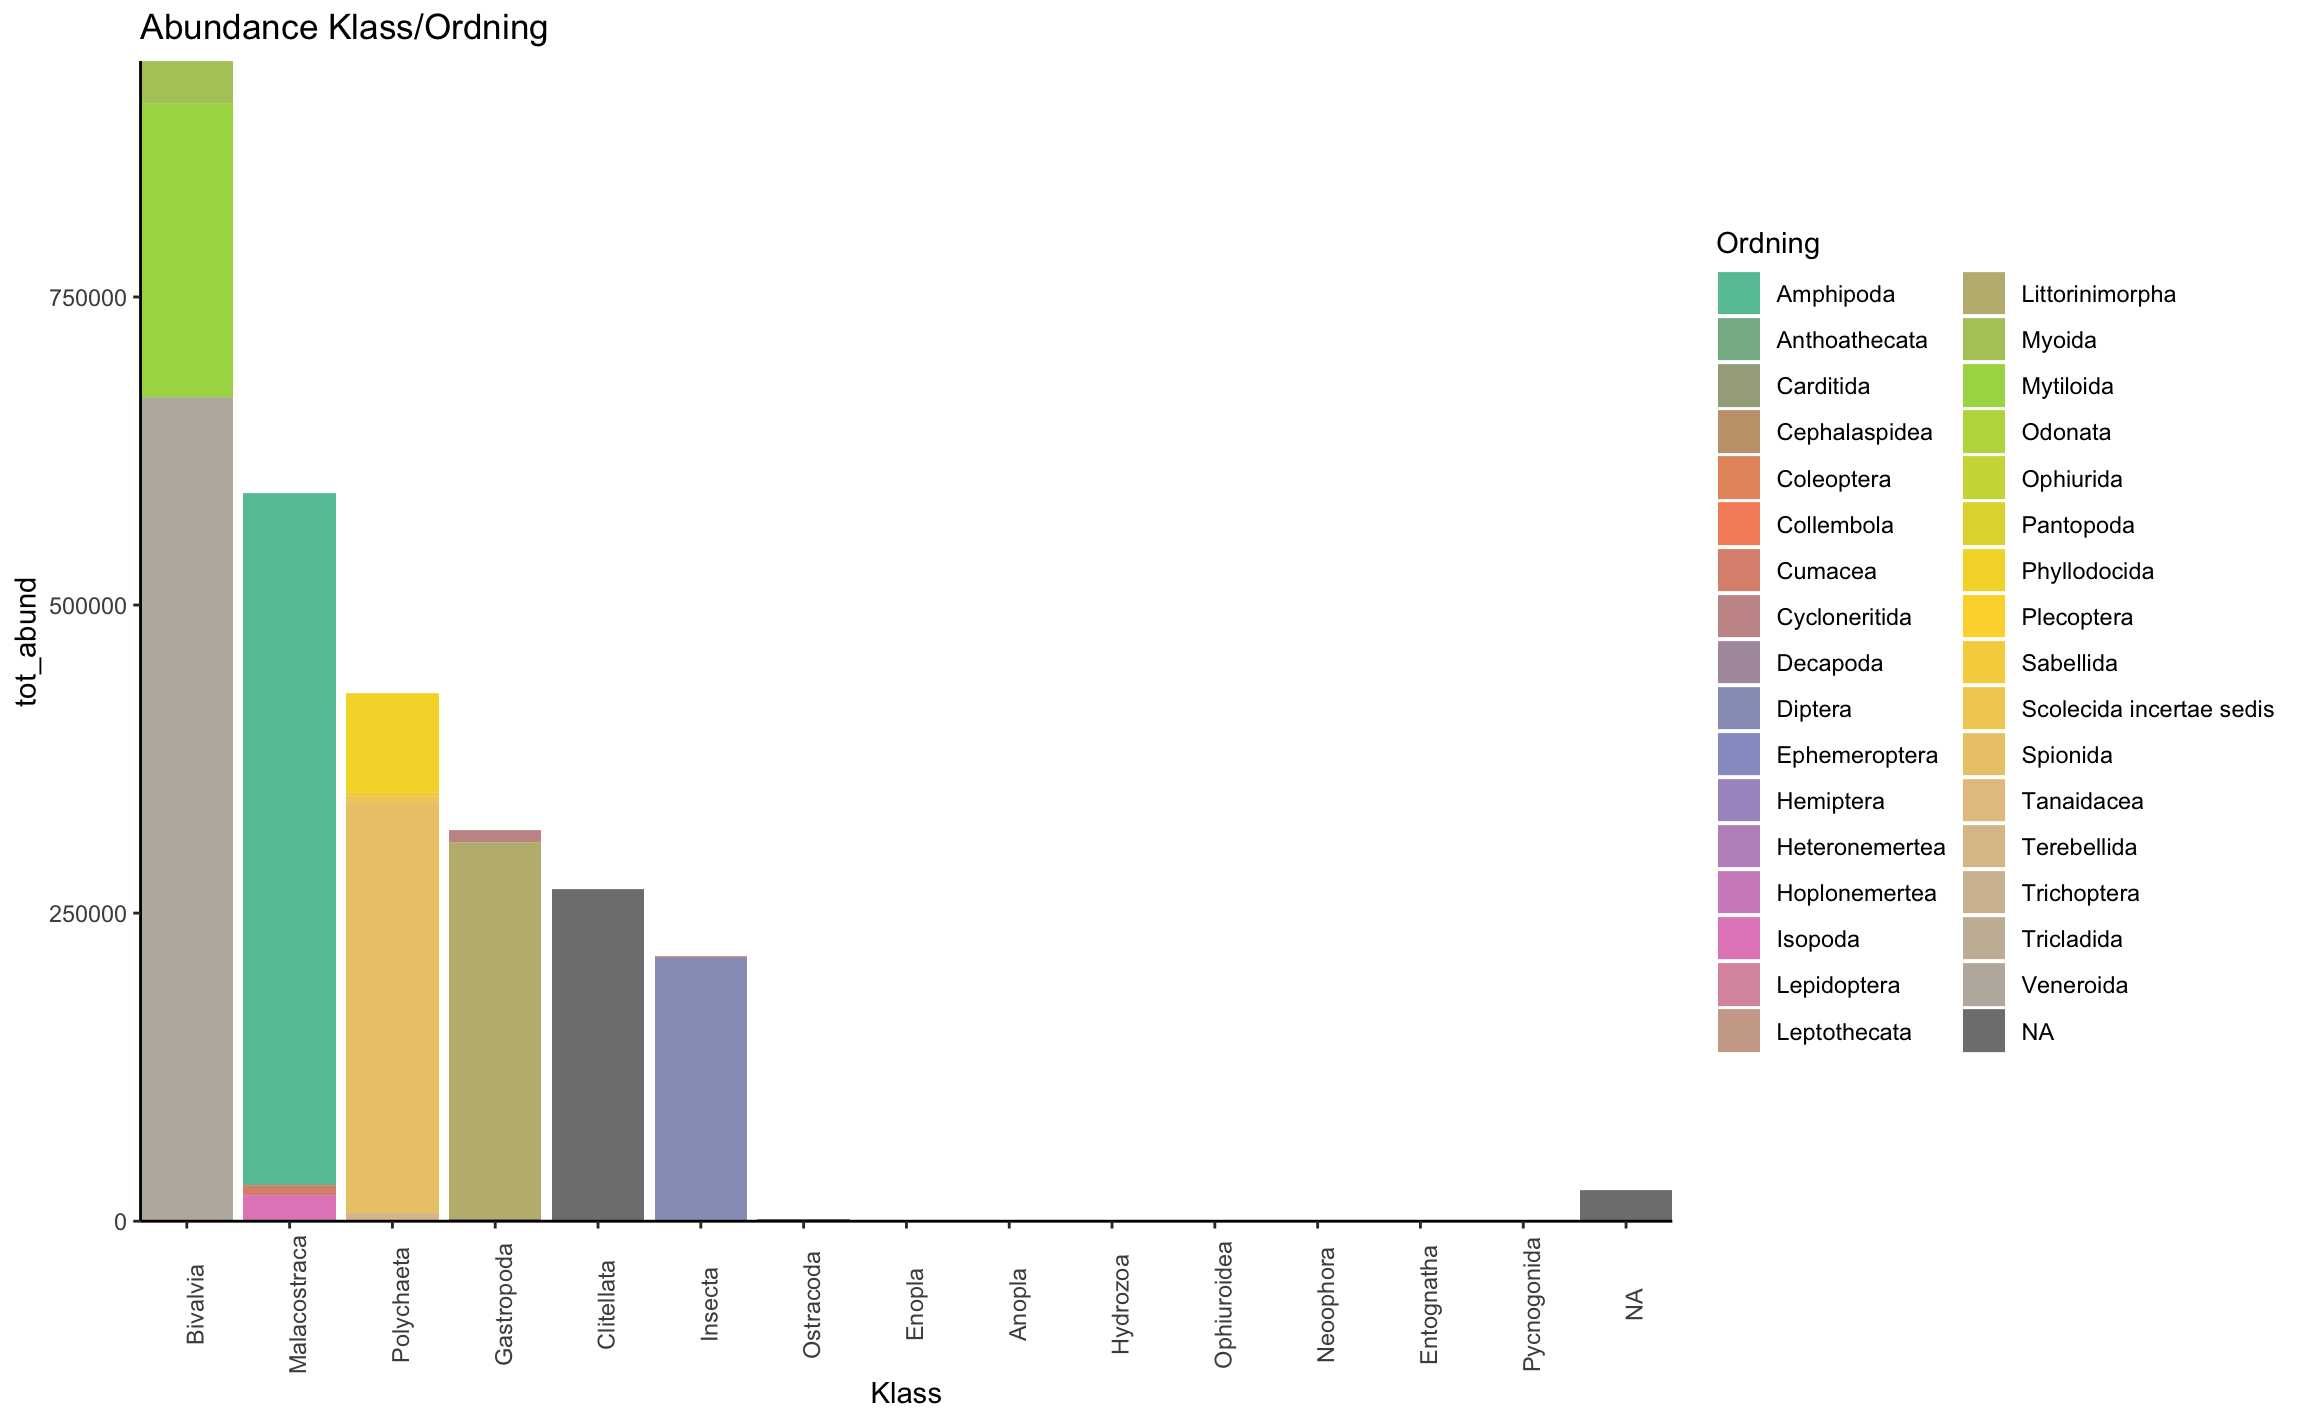 Abundance Klass/Ordning
tot_abund
750000
500000
250000
0
Bivalvia
Malacostraca
Polychaeta
Gastropoda
Clitellata
Insecta
Ostracoda
Enopla
Anopla
Hydrozoa
Ophiuroidea
Neoophora
Entognatha
Pycnogonida
NA
Klass
Ordning
Amphipoda
Anthoathecata
Carditida
Cephalaspidea
Coleoptera
Collembola
Cumacea
Cycloneritida
Decapoda
Diptera
Ephemeroptera
Hemiptera
Heteronemertea
Hoplonemertea
Isopoda
Lepidoptera
Leptothecata
Littorinimorpha
Myoida
Mytiloida
Odonata
Ophiurida
Pantopoda
Phyllodocida
Plecoptera
Sabellida
Scolecida incertae sedis
Spionida
Tanaidacea
Terebellida
Trichoptera
Tricladida
Veneroida
NA